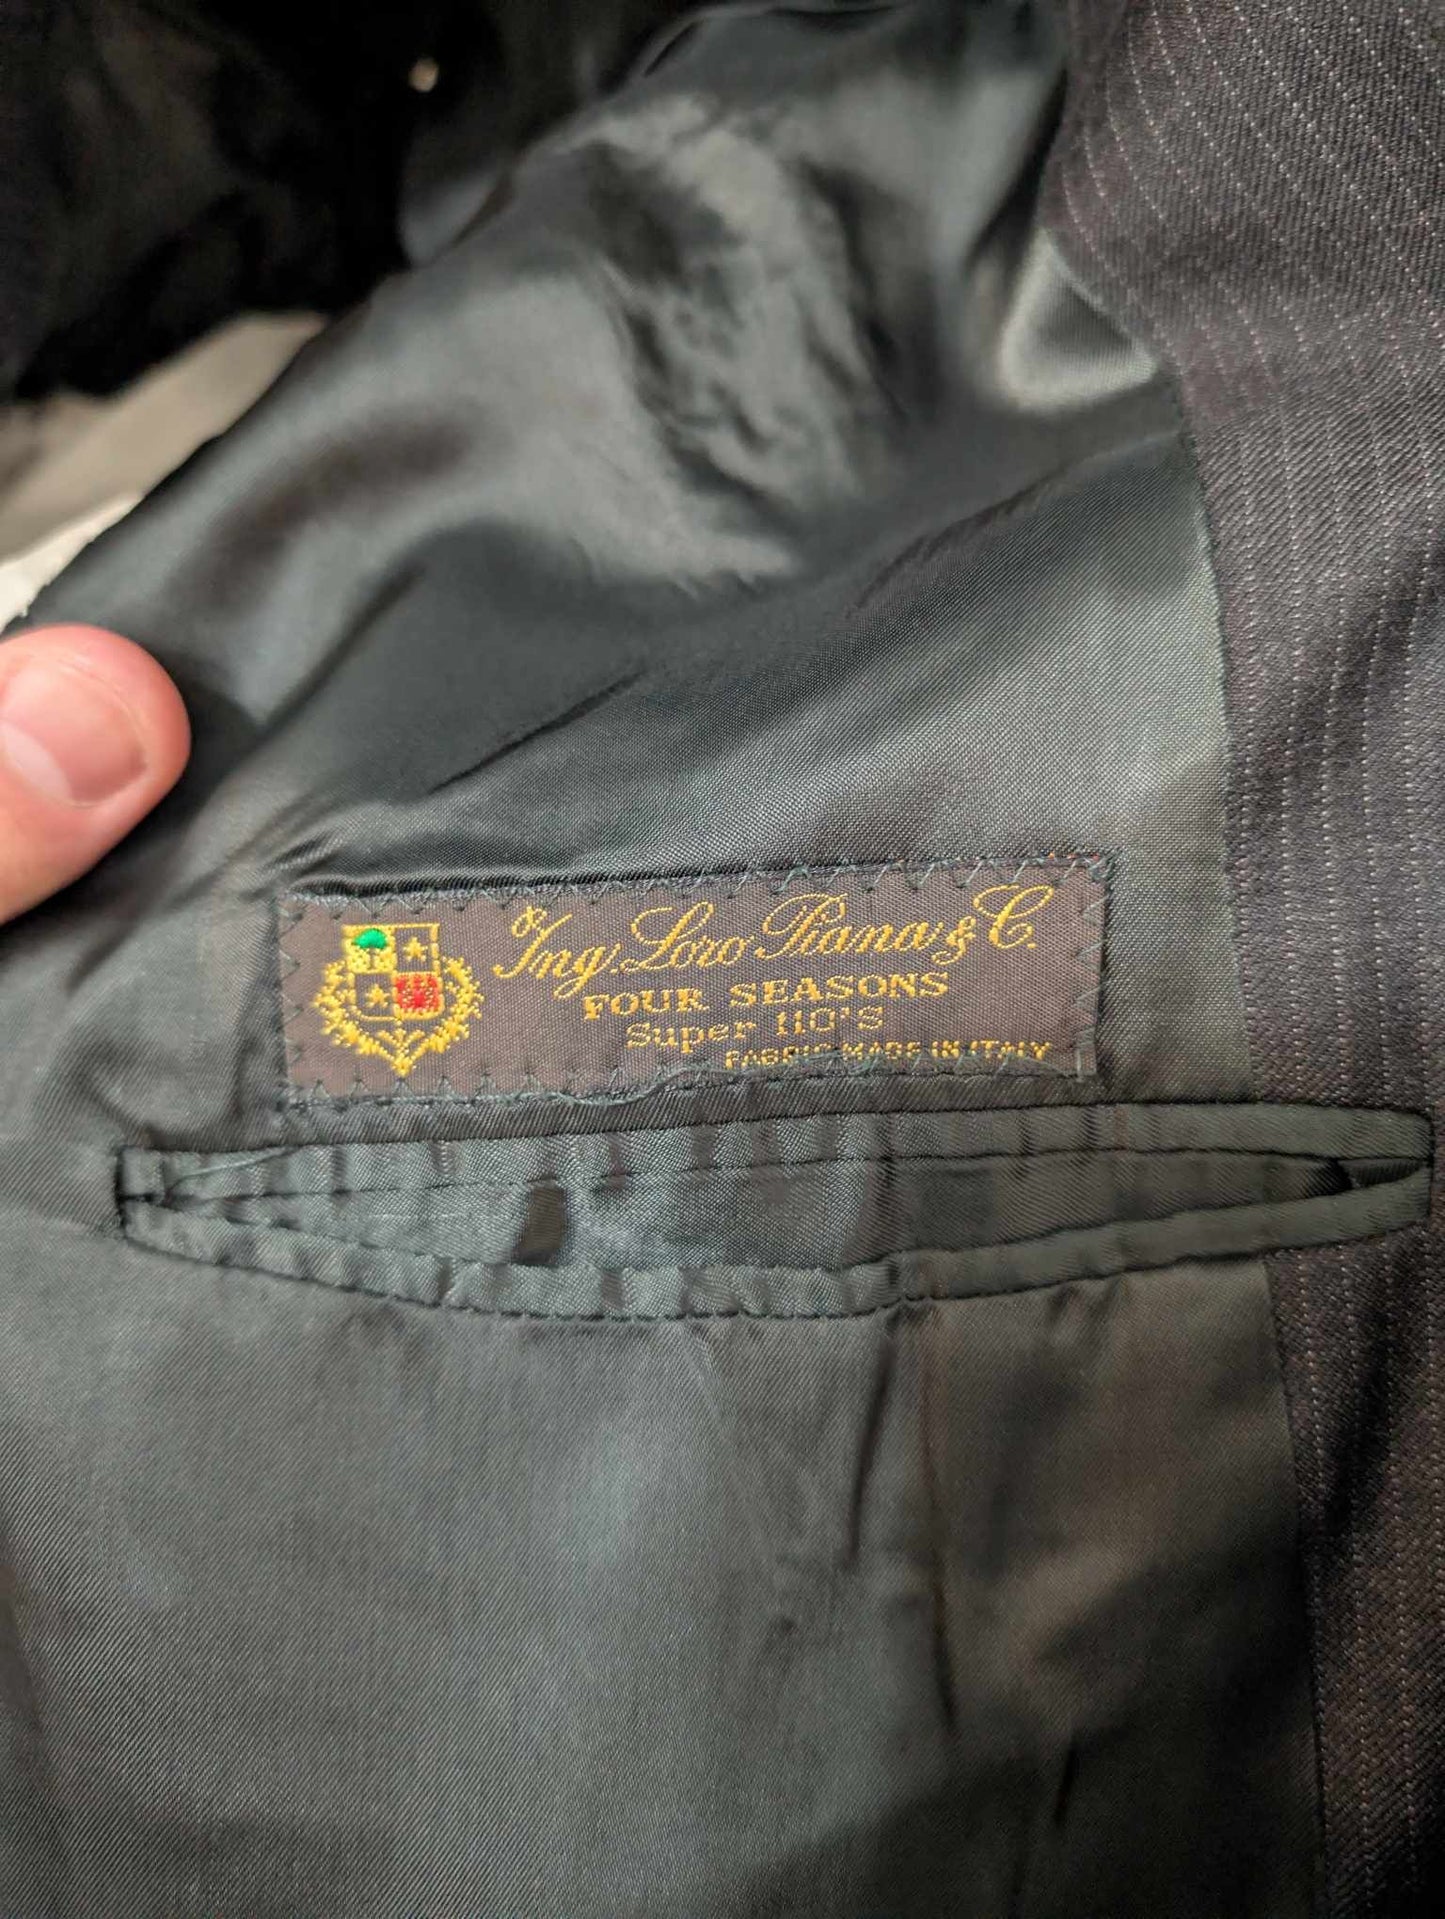 Ing. Loro Piana & C.
FOUR SEASONS
Super 110's
FABRIC MADE IN ITALY